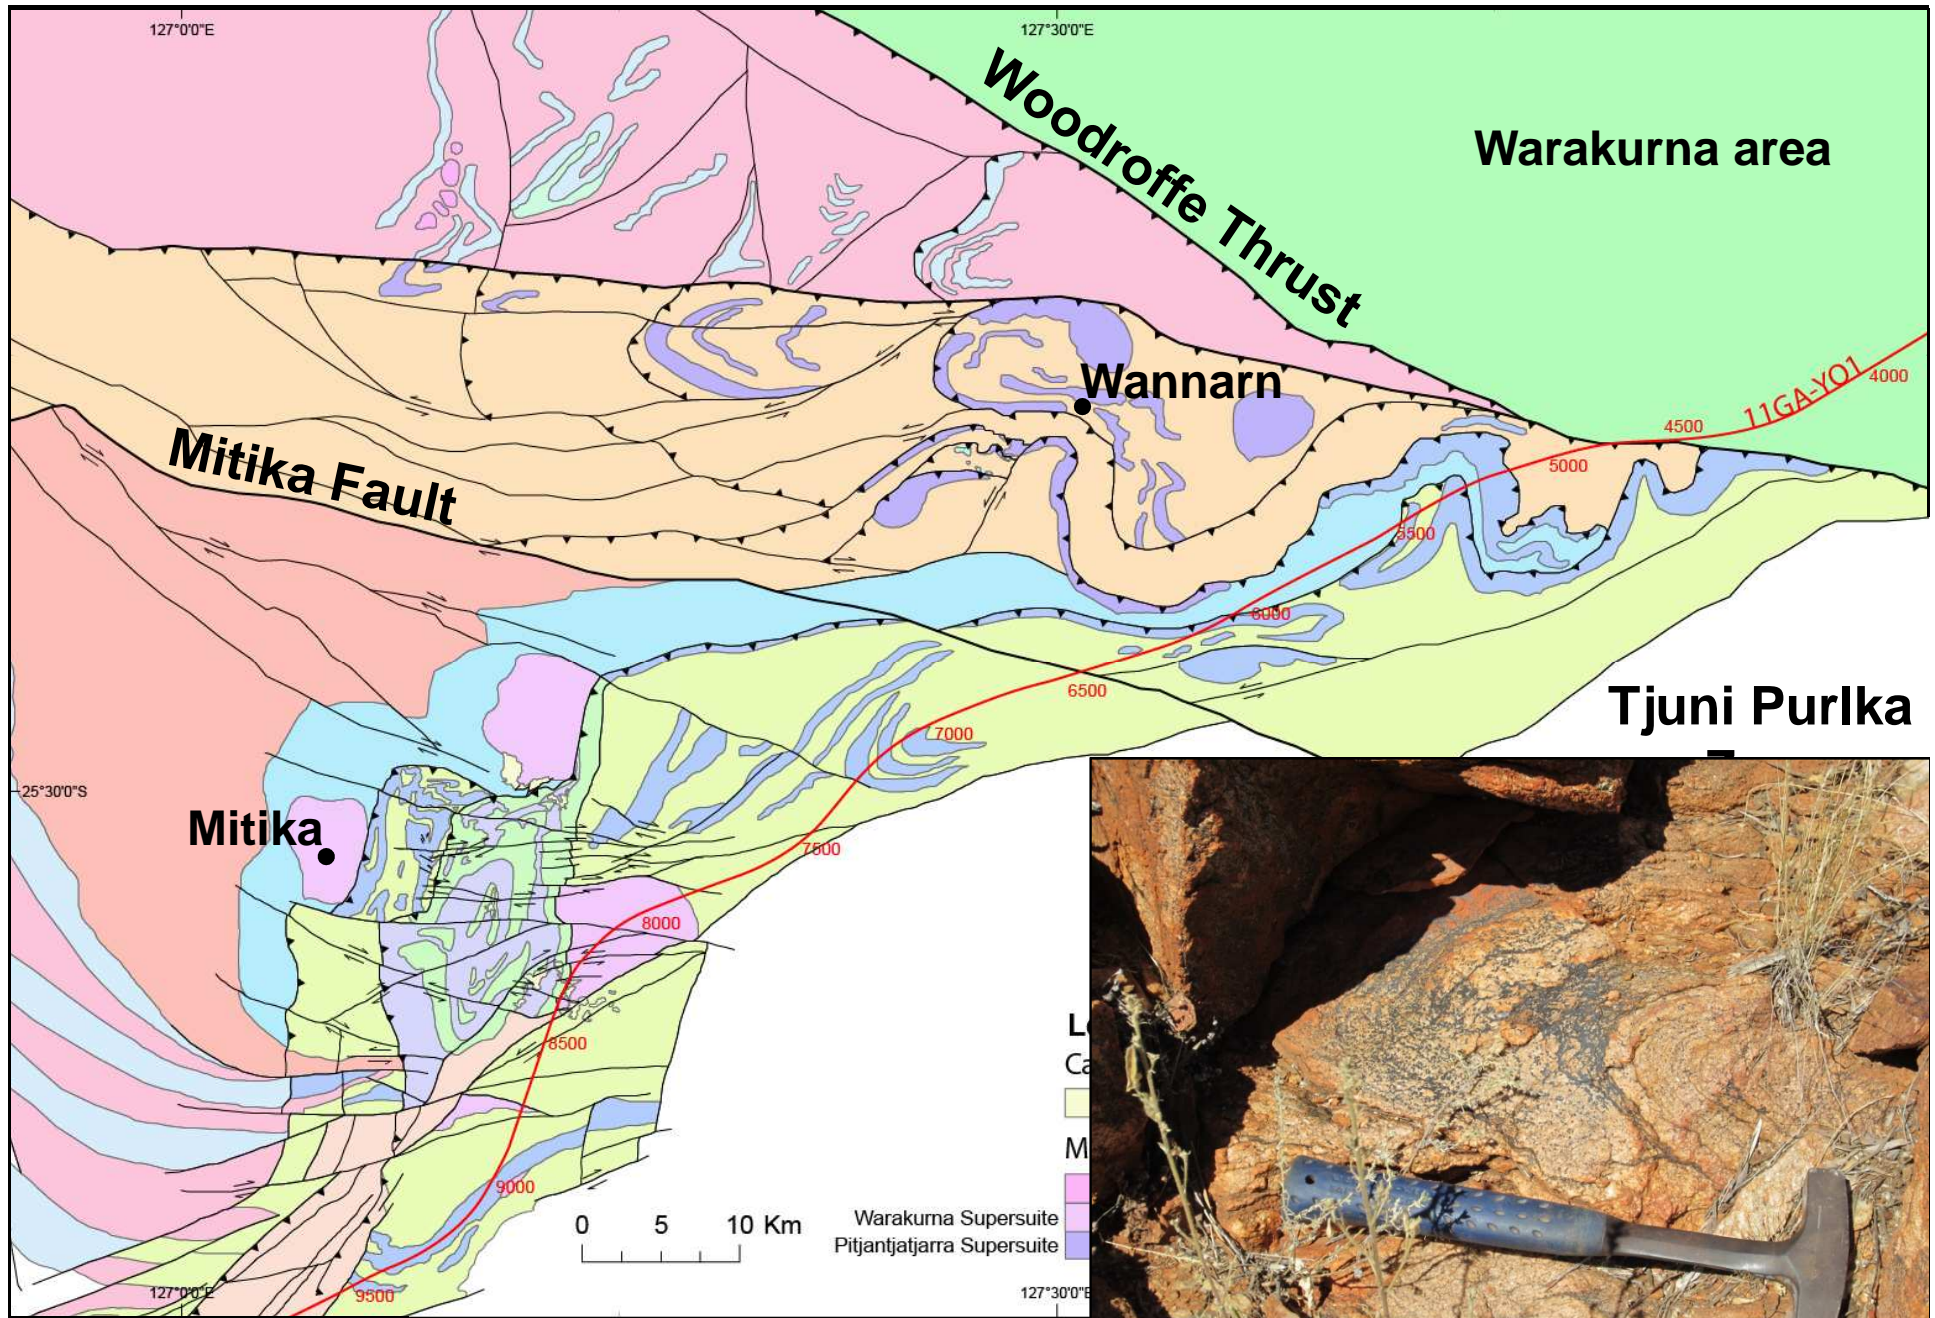 127°0'0"E
127°30'0"E
Woodroffe Thrust
Warakurna area
Wannarn
11GA-YO1
4000
4500
5000
Mitika Fault
5500
6000
6500
Tjuni Purlka
7000
25°30'0"S
Mitika
7500
8000
8500
9000
0 5 10 Km
Warakurna Supersuite
Pitjantjatjarra Supersuite
127°0'0"E
127°30'0"E
9500